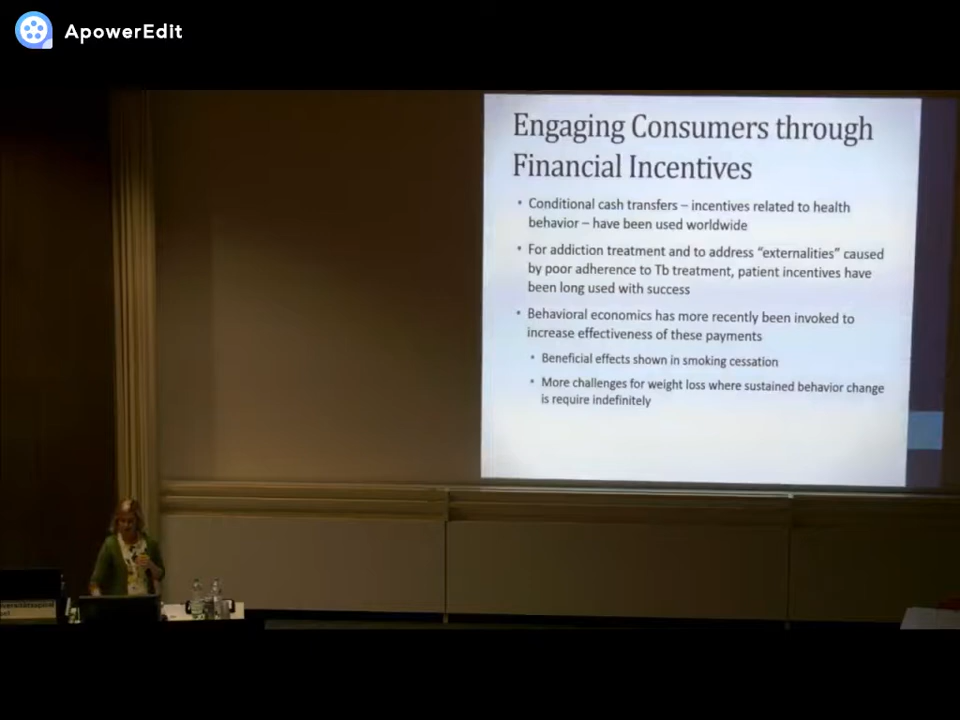 ApowerEdit
Engaging Consumers through
Financial Incentives
• Conditional cash transfers – incentives related to health
behavior – have been used worldwide
• For addiction treatment and to address “externalities” caused
by poor adherence to Tb treatment, patient incentives have
been long used with success
• Behavioral economics has more recently been invoked to
increase effectiveness of these payments
• Beneficial effects shown in smoking cessation
• More challenges for weight loss where sustained behavior change
is require indefinitely